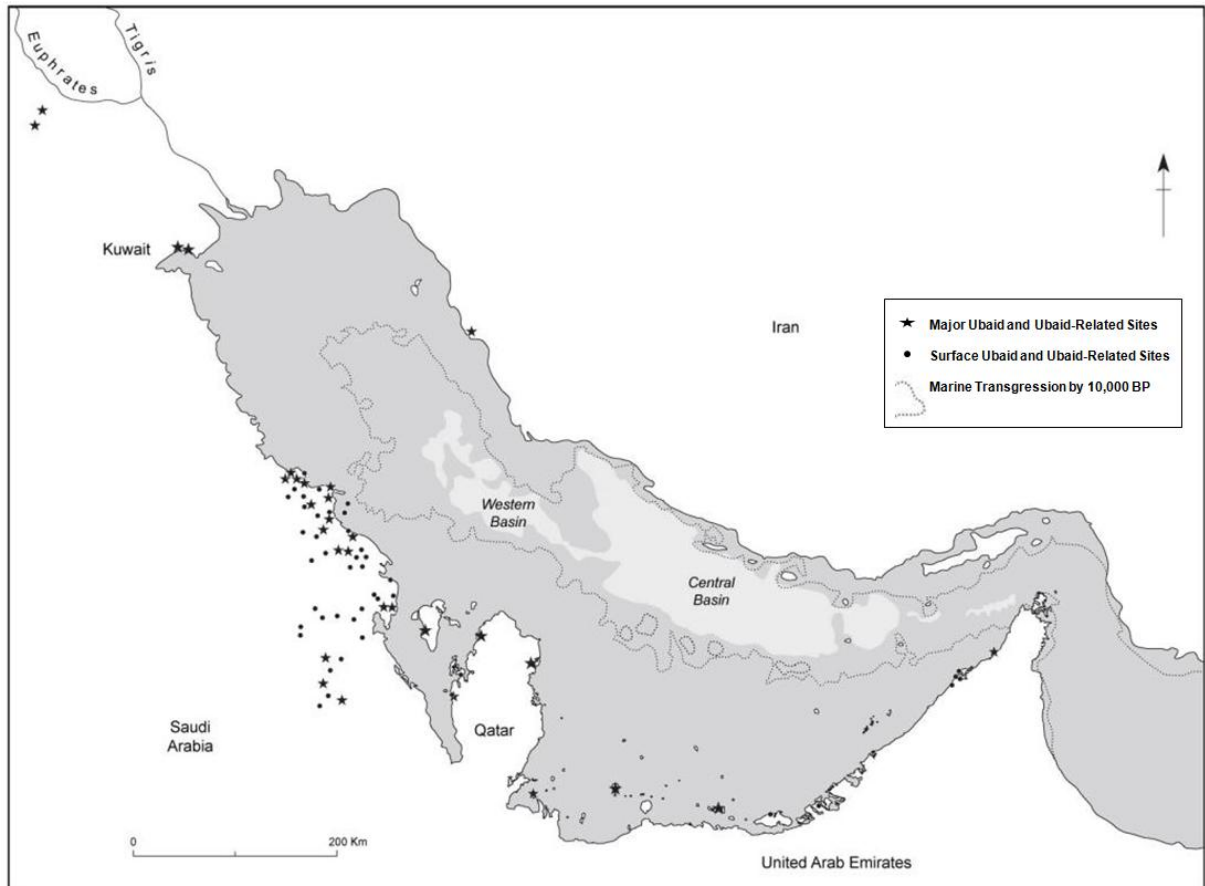 Euphrates
Tigris
Kuwait
Iran
Major Ubaid and Ubaid-Related Sites
Surface Ubaid and Ubaid-Related Sites
Marine Transgression by 10,000 BP
Western
Basin
Central
Basin
Saudi
Arabia
Qatar
0
200 Km
United Arab Emirates